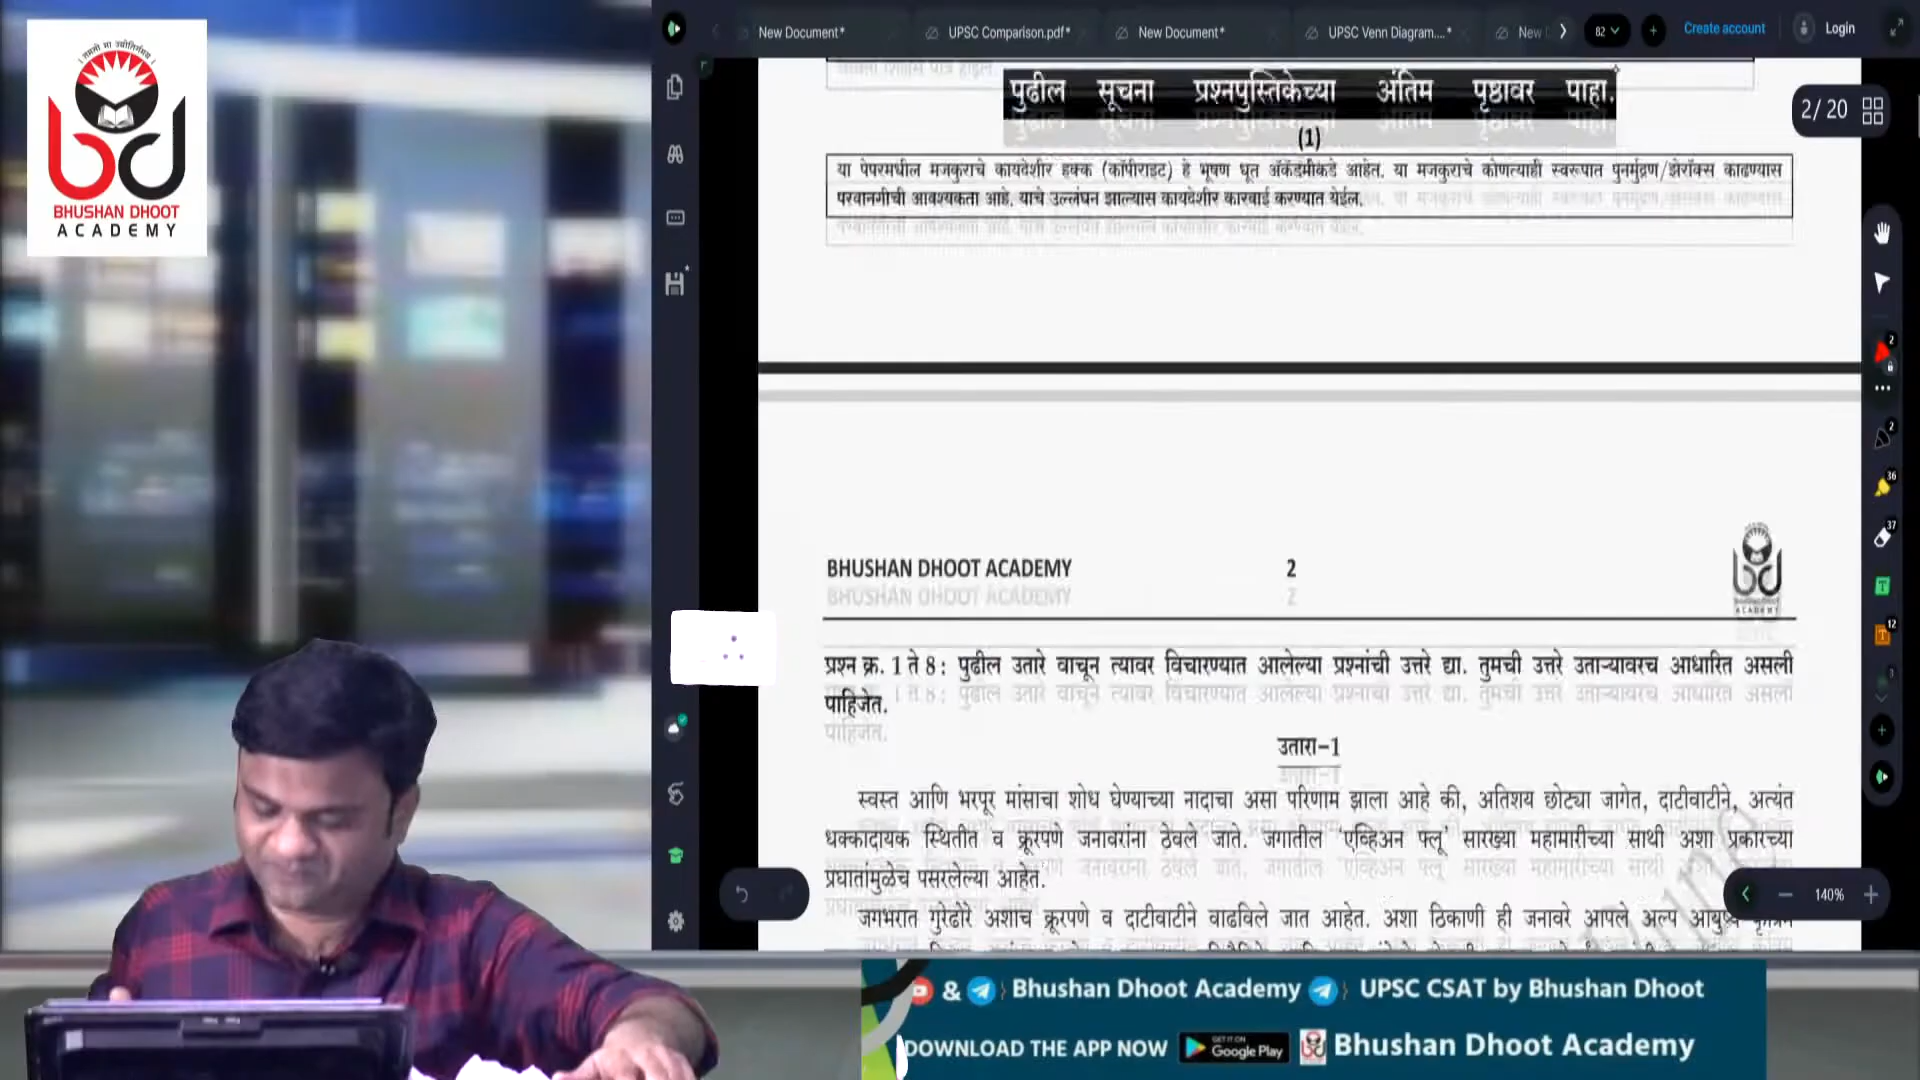 New Document*
UPSC Comparison.pdf*
New Document*
UPSC Venn Diagram....*
New
82
Create account
Login
BHUSHAN DHOOT
ACADEMY
पुढील सूचना प्रश्नपुस्तिकेच्या अंतिम पृष्ठावर पाहा.
2/ 20
(1)
या पेपरमधील मजकुराचे कायदेशीर हक्क (कॉपीराइट) हे भूषण धूत ॲकॅडमीकडे आहेत. या मजकुराचे कोणत्याही स्वरूपात पुनर्मुद्रण/झेरॉक्स काढण्यास
परवानगीची आवश्यकता आहे. याचे उल्लंघन झाल्यास कायदेशीर कारवाई करण्यात येईल.
BHUSHAN DHOOT ACADEMY
2
प्रश्न क्र. 1 ते 8 : पुढील उतारे वाचून त्यावर विचारण्यात आलेल्या प्रश्नांची उत्तरे द्या. तुमची उत्तरे उताऱ्यावरच आधारित असली
पाहिजेत.
उतारा-1
स्वस्त आणि भरपूर मांसाचा शोध घेण्याच्या नादाचा असा परिणाम झाला आहे की, अतिशय छोट्या जागेत, दाटीवाटीने, अत्यंत
धक्कादायक स्थितीत व क्रूरपणे जनावरांना ठेवले जाते. जगातील 'एव्हिअन फ्लू' सारख्या महामारीच्या साथी अशा प्रकारच्या
प्रघातांमुळेच पसरलेल्या आहेत.
140%
जगभरात गुरेढोरे अशाच क्रूरपणे व दाटीवाटीने वाढविले जात आहेत. अशा ठिकाणी ही जनावरे आपले अल्प आयुष्य
& Bhushan Dhoot Academy UPSC CSAT by Bhushan Dhoot
DOWNLOAD THE APP NOW GET IT ON Google Play Bhushan Dhoot Academy